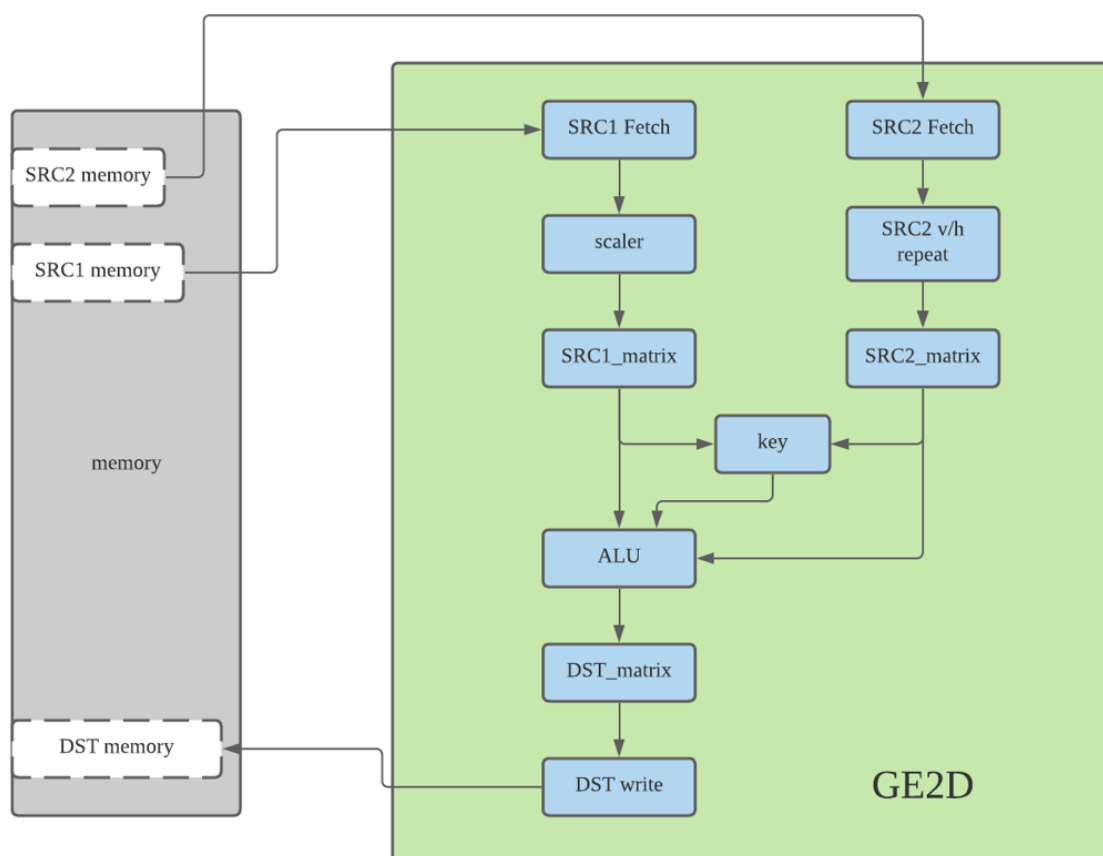 SRC1 Fetch
SRC2 Fetch
SRC2 memory
scaler
SRC2 v/h
repeat
SRC1 memory
SRC1_matrix
SRC2_matrix
key
memory
ALU
DST_matrix
DST memory
DST write
GE2D